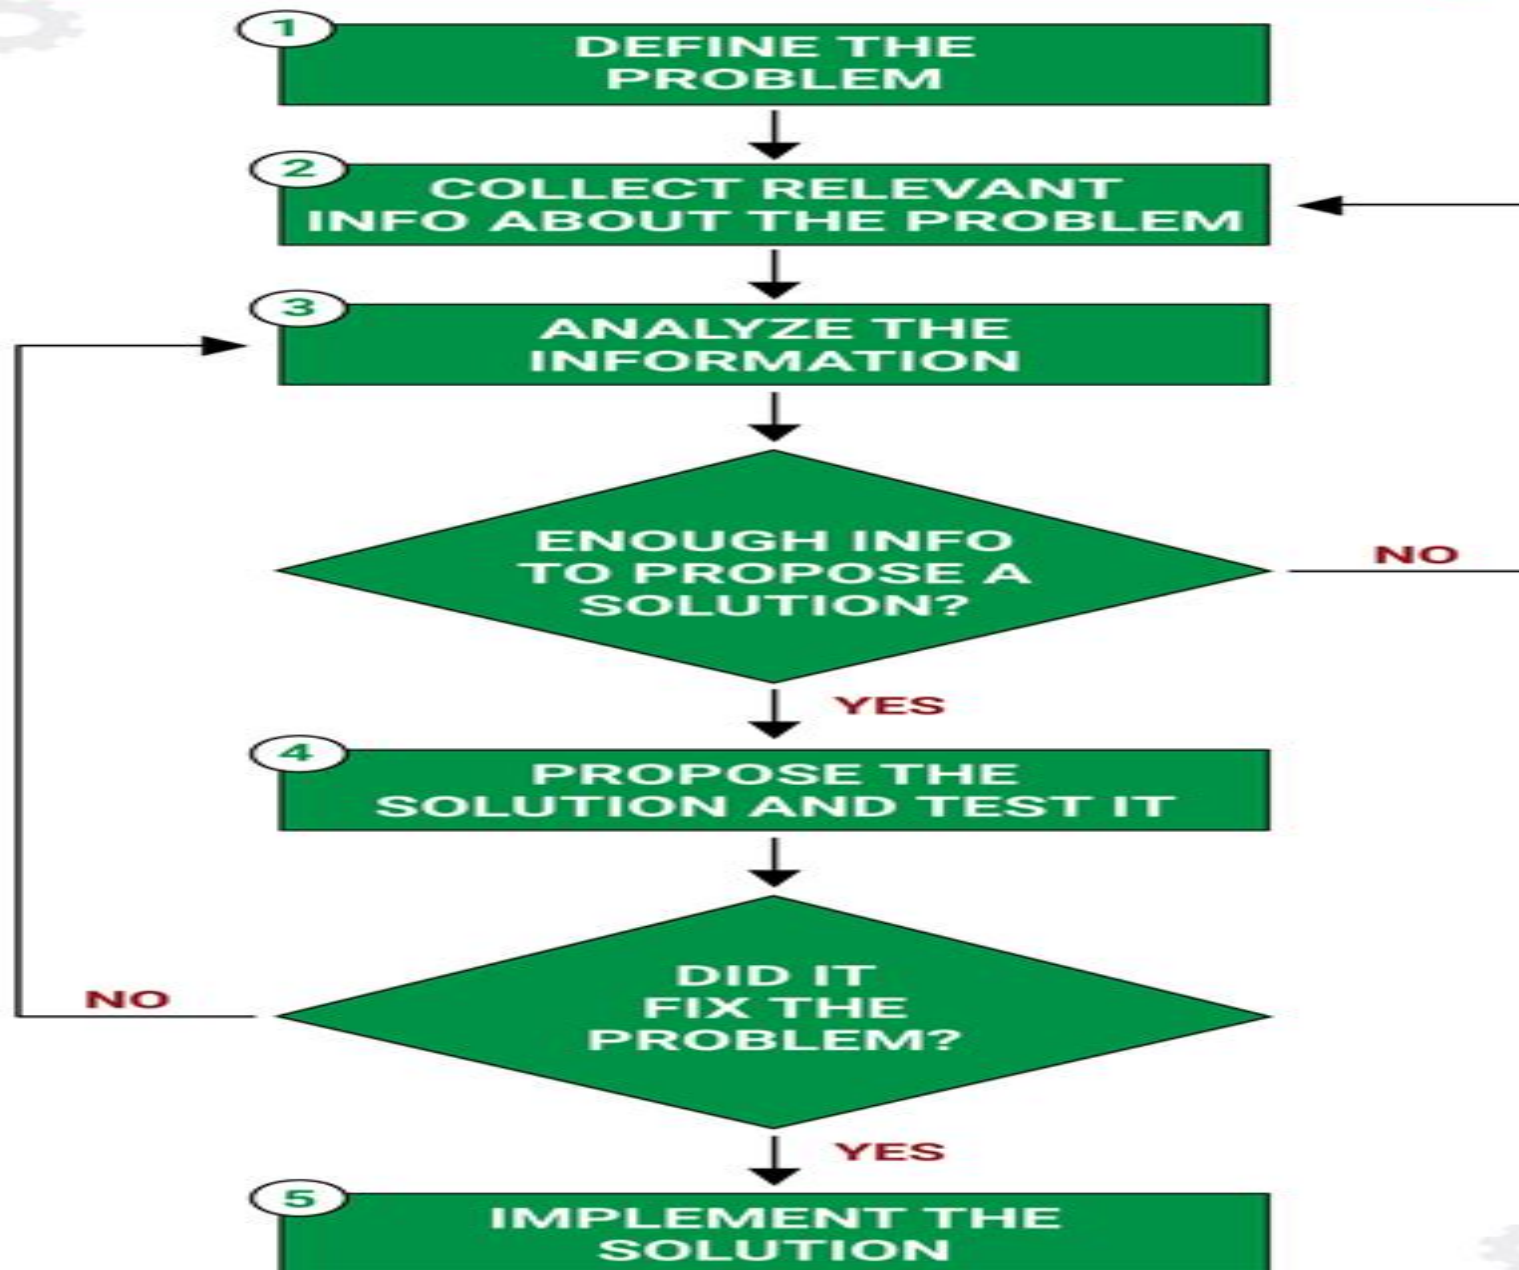 1
DEFINE THE
PROBLEM
2
COLLECT RELEVANT
INFO ABOUT THE PROBLEM
3
ANALYZE THE
INFORMATION
ENOUGH INFO
TO PROPOSE A
SOLUTION?
NO
YES
4
PROPOSE THE
SOLUTION AND TEST IT
DID IT
FIX THE
PROBLEM?
NO
YES
5
IMPLEMENT THE
SOLUTION